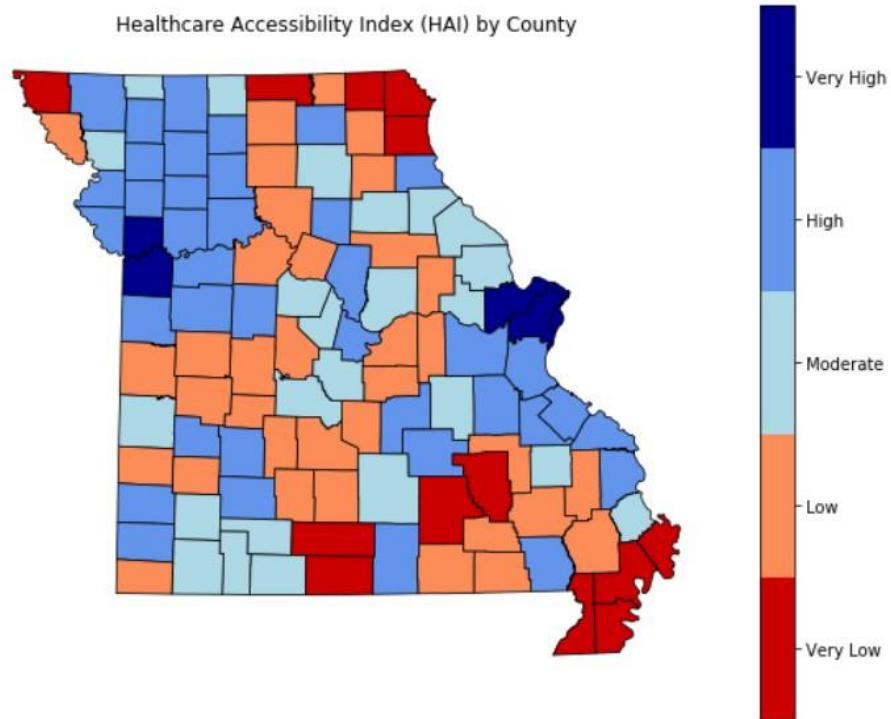 Healthcare Accessibility Index (HAI) by County
Very High
High
Moderate
Low
Very Low